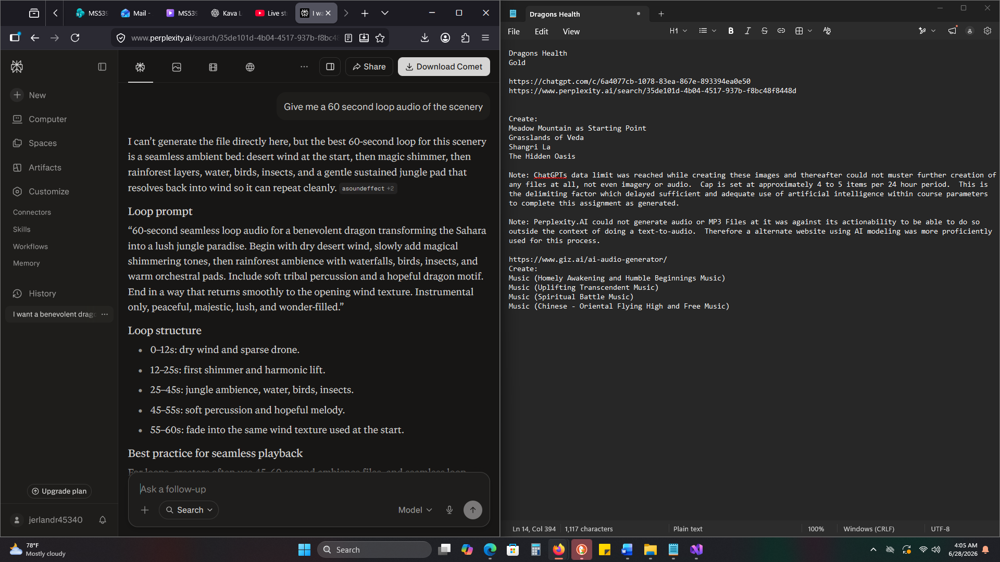 MS539
Mail -
MS539
Kava L
Live st
I wa
www.perplexity.ai/search/35de101d-4b04-4517-937b-f8bc48
New
Computer
Spaces
Artifacts
Customize
Connectors
Skills
Workflows
Memory
History
I want a benevolent drag
Upgrade plan
jerlandr45340
Share
Download Comet
Give me a 60 second loop audio of the scenery
I can’t generate the file directly here, but the best 60-second loop for this scenery
is a seamless ambient bed: desert wind at the start, then magic shimmer, then
rainforest layers, water, birds, insects, and a gentle sustained jungle pad that
resolves back into wind so it can repeat cleanly. asoundeffect +2
Loop prompt
“60-second seamless loop audio for a benevolent dragon transforming the Sahara
into a lush jungle paradise. Begin with dry desert wind, slowly add magical
shimmering tones, then rainforest ambience with waterfalls, birds, insects, and
warm orchestral pads. Include soft tribal percussion and a hopeful dragon motif.
End in a way that returns smoothly to the opening wind texture. Instrumental
only, peaceful, majestic, lush, and wonder-filled.”
Loop structure
• 0–12s: dry wind and sparse drone.
• 12–25s: first shimmer and harmonic lift.
• 25–45s: jungle ambience, water, birds, insects.
• 45–55s: soft percussion and hopeful melody.
• 55–60s: fade into the same wind texture used at the start.
Best practice for seamless playback
For loops, creators often use 45-60 second ambience files, and seamless loop
Ask a follow-up
Search
Model
Dragons Health
File Edit View
H1
Dragons Health
Gold
https://chatgpt.com/c/6a4077cb-1078-83ea-867e-893394ea0e50
https://www.perplexity.ai/search/35de101d-4b04-4517-937b-f8bc48f8448d
Create:
Meadow Mountain as Starting Point
Grasslands of Veda
Shangri La
The Hidden Oasis
Note: ChatGPTs data limit was reached while creating these images and thereafter could not muster further creation of
any files at all, not even imagery or audio.  Cap is set at approximately 4 to 5 items per 24 hour period.  This is
the delimiting factor which delayed sufficient and adequate use of artificial intelligence within course parameters
to complete this assignment as generated.
Note: Perplexity.AI could not generate audio or MP3 Files at it was against its actionability to be able to do so
outside the context of doing a text-to-audio.  Therefore a alternate website using AI modeling was more proficiently
used for this process.
https://www.giz.ai/ai-audio-generator/
Create:
Music (Homely Awakening and Humble Beginnings Music)
Music (Uplifting Transcendent Music)
Music (Spiritual Battle Music)
Music (Chinese - Oriental Flying High and Free Music)
Ln 14, Col 394
1,117 characters
Plain text
100%
Windows (CRLF)
UTF-8
78°F
Mostly cloudy
Search
4:05 AM
6/28/2026